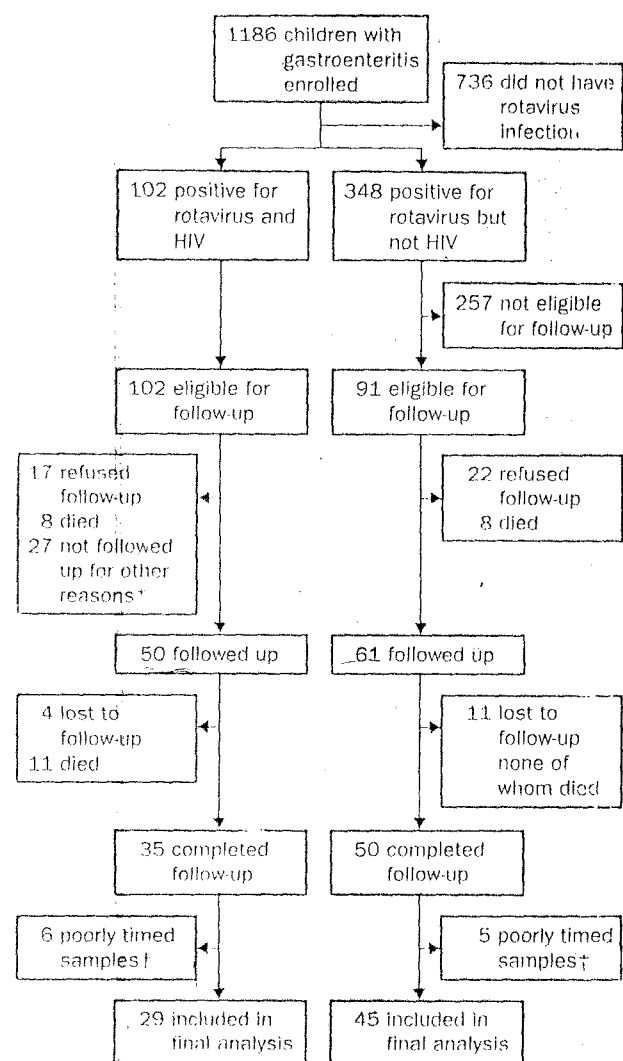 1186 children with
gastroenteritis
enrolled
736 did not have
rotavirus
infection
102 positive for
rotavirus and
HIV
348 positive for
rotavirus but
not HIV
257 not eligible
for follow-up
102 eligible for
follow-up
91 eligible for
follow-up
17 refused
follow-up
8 died
27 not followed
up for other
reasons*
22 refused
follow-up
8 died
50 followed up
61 followed up
4 lost to
follow-up
11 died
11 lost to
follow-up
none of
whom died
35 completed
follow-up
50 completed
follow-up
6 poorly timed
samples†
5 poorly timed
samples†
29 included in
final analysis
45 included in
final analysis